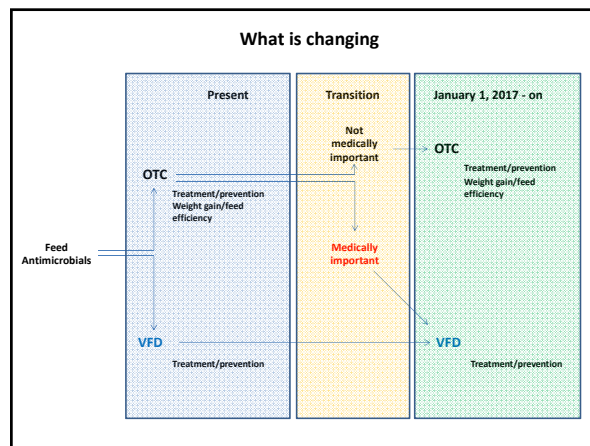 What is changing
Present
Transition
January 1, 2017 - on
Not
medically
important
OTC
Treatment/prevention
Weight gain/feed
efficiency
OTC
Treatment/prevention
Weight gain/feed
efficiency
Feed
Antimicrobials
Medically
important
VFD
Treatment/prevention
VFD
Treatment/prevention